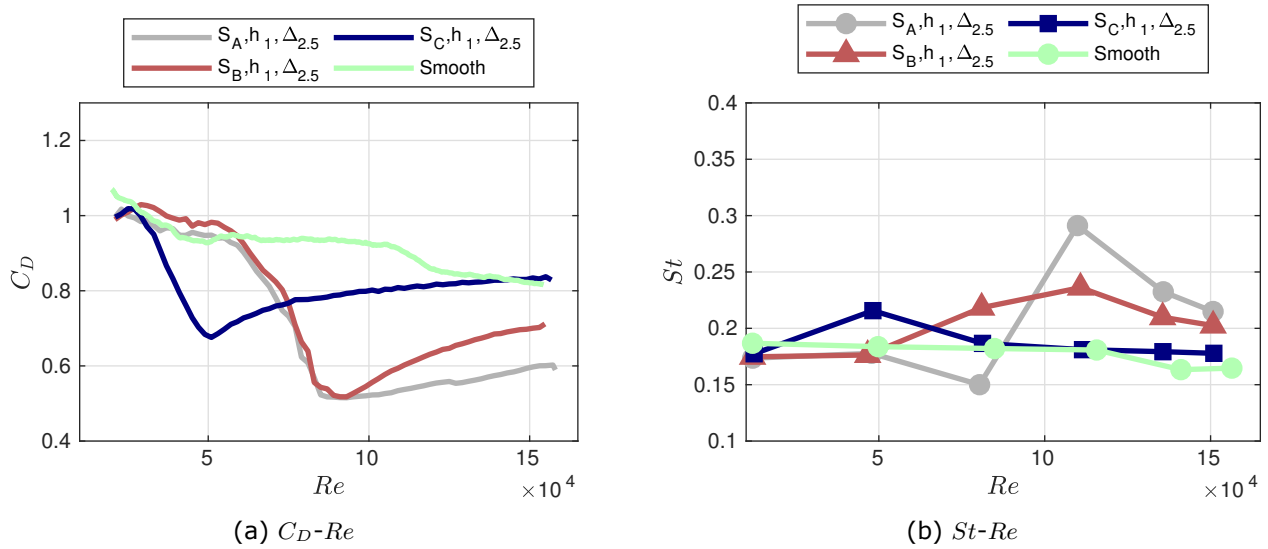 S_A,h_1,Δ_2.5 S_C,h_1,Δ_2.5
S_B,h_1,Δ_2.5 Smooth
1.2
1
0.8
0.6
0.4
C_D
5 10 15
Re
×10^4
(a) C_D-Re
S_A,h_1,Δ_2.5 S_C,h_1,Δ_2.5
S_B,h_1,Δ_2.5 Smooth
0.4
0.35
0.3
0.25
0.2
0.15
0.1
St
5 10 15
Re
×10^4
(b) St-Re